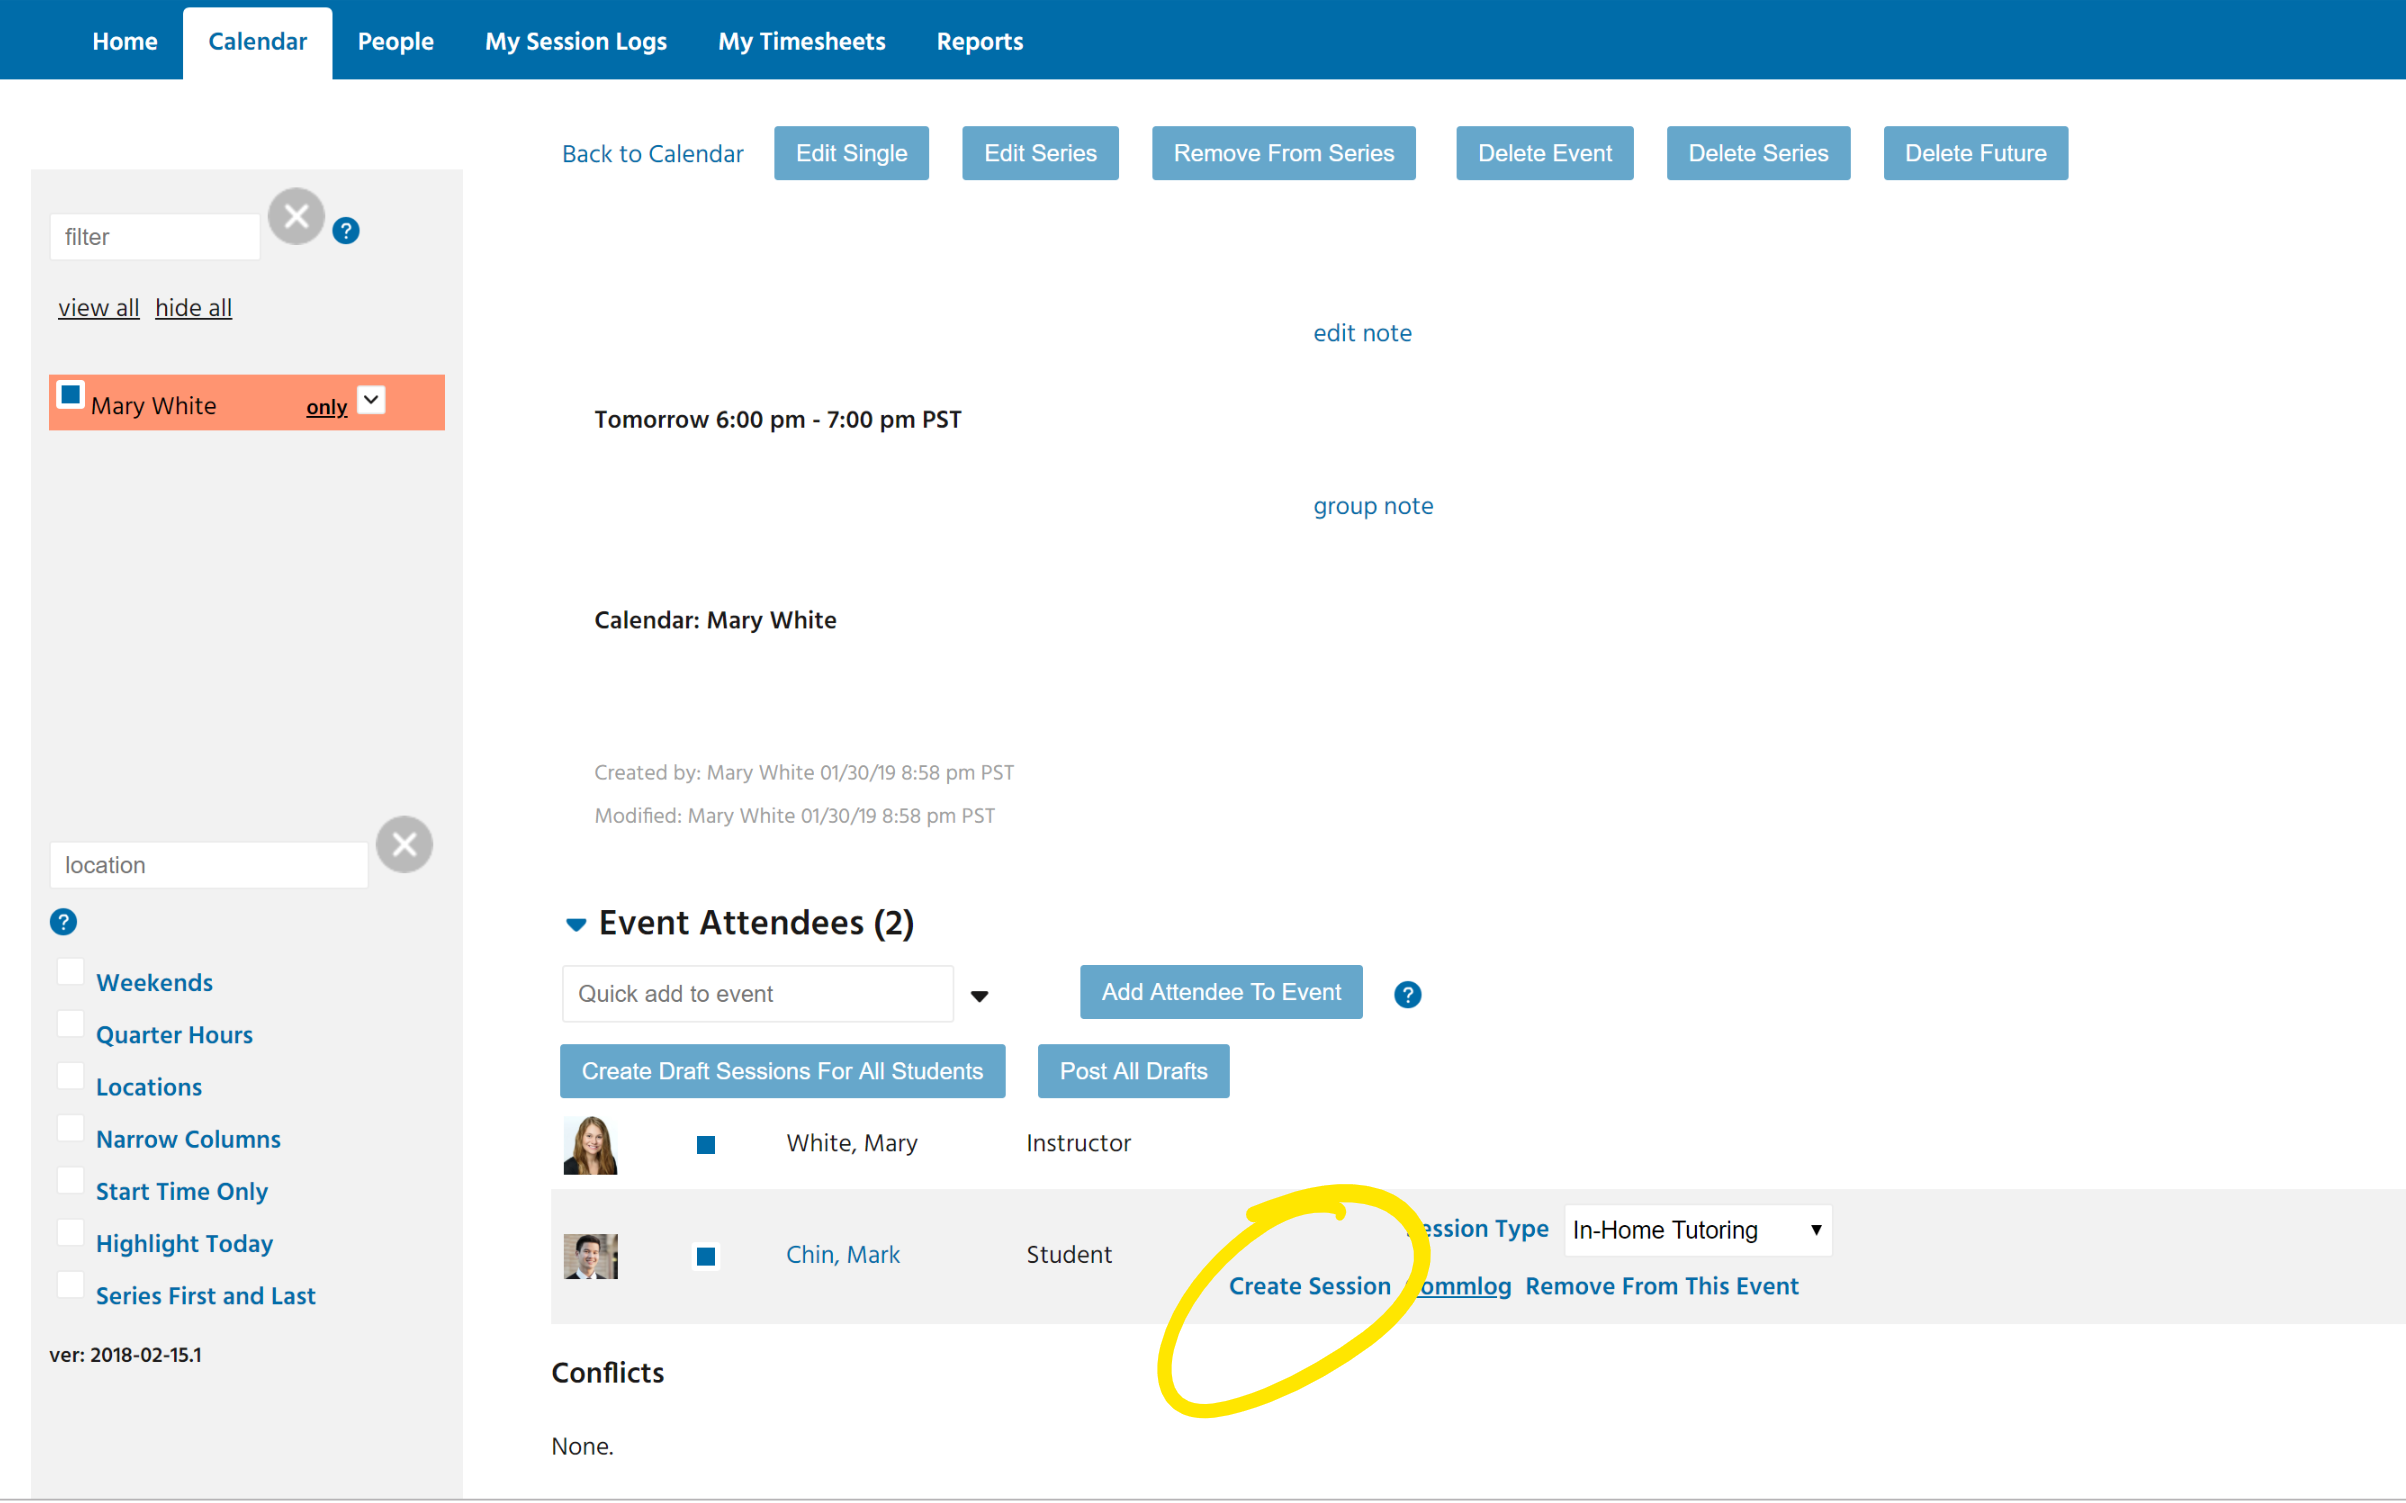 Home Calendar People My Session Logs My Timesheets Reports
Back to Calendar Edit Single Edit Series Remove From Series Delete Event Delete Series Delete Future
filter ?
view all hide all
edit note
Mary White only
Tomorrow 6:00 pm - 7:00 pm PST
group note
Calendar: Mary White
Created by: Mary White 01/30/19 8:58 pm PST
Modified: Mary White 01/30/19 8:58 pm PST
location
?
Event Attendees (2)
Quick add to event Add Attendee To Event ?
Create Draft Sessions For All Students Post All Drafts
Weekends
Quarter Hours
Locations
Narrow Columns
Start Time Only
Highlight Today
Series First and Last
ver: 2018-02-15.1
White, Mary Instructor
ession Type In-Home Tutoring
Chin, Mark Student
Create Session ommlog Remove From This Event
Conflicts
None.